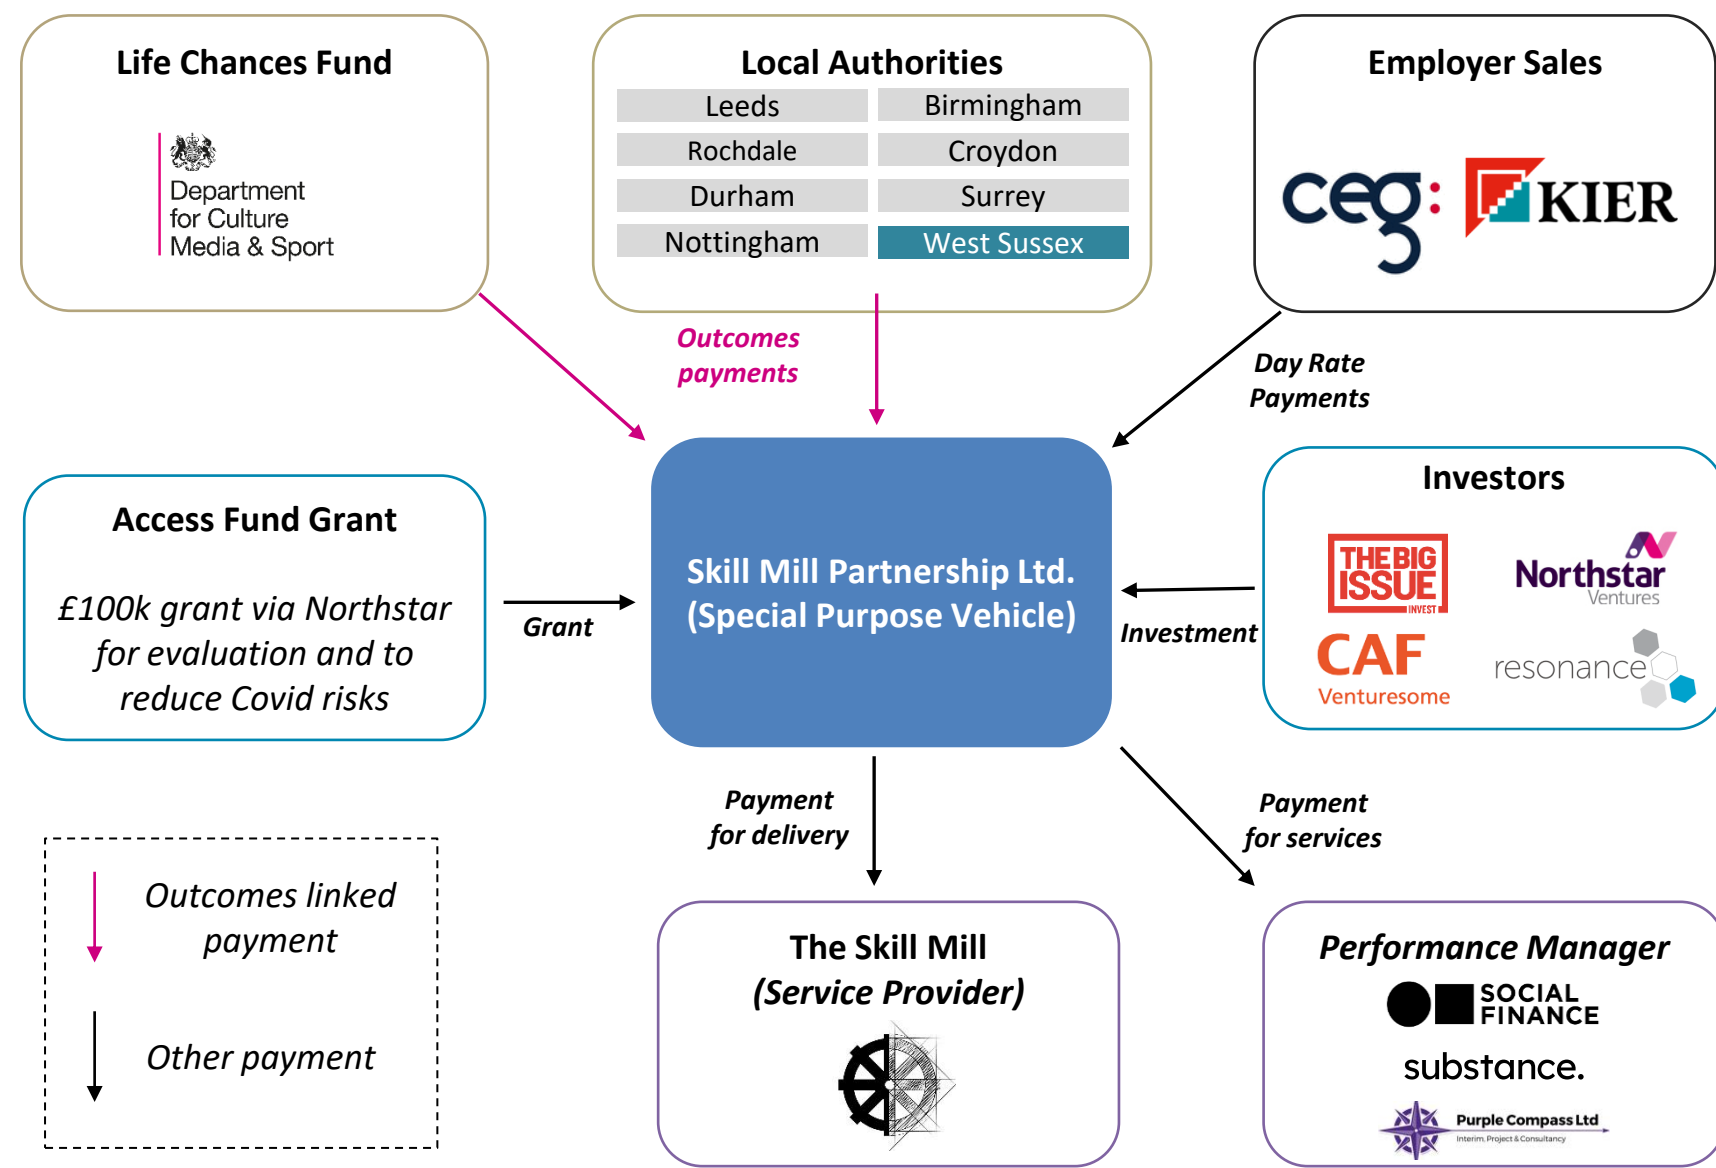 Life Chances Fund
Department
for Culture
Media & Sport
Local Authorities
Leeds
Birmingham
Rochdale
Croydon
Durham
Surrey
Nottingham
West Sussex
Employer Sales
ceg:
KIER
Outcomes
payments
Day Rate
Payments
Access Fund Grant
£100k grant via Northstar
for evaluation and to
reduce Covid risks
Grant
Skill Mill Partnership Ltd.
(Special Purpose Vehicle)
Investment
Investors
THE BIG
ISSUE
INVEST
Northstar
Ventures
CAF
Venturesome
resonance
Payment
for delivery
Payment
for services
Outcomes linked
payment
Other payment
The Skill Mill
(Service Provider)
Performance Manager
SOCIAL
FINANCE
substance.
Purple Compass Ltd
Interim, Project & Consultancy